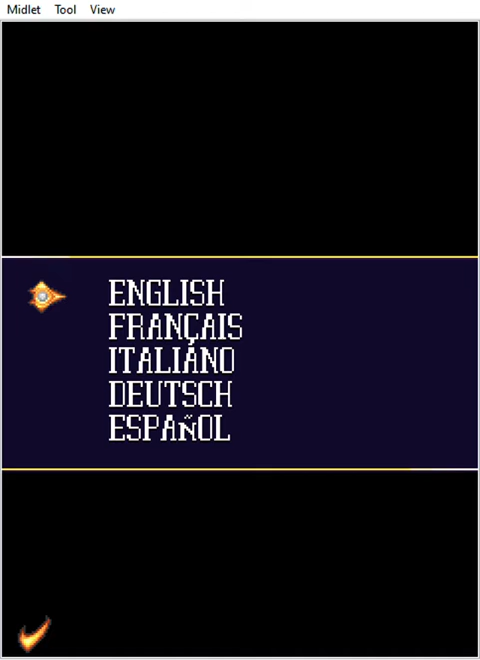 Midlet Tool View
ENGLISH
FRANÇAIS
ITALIANO
DEUTSCH
ESPAñOL